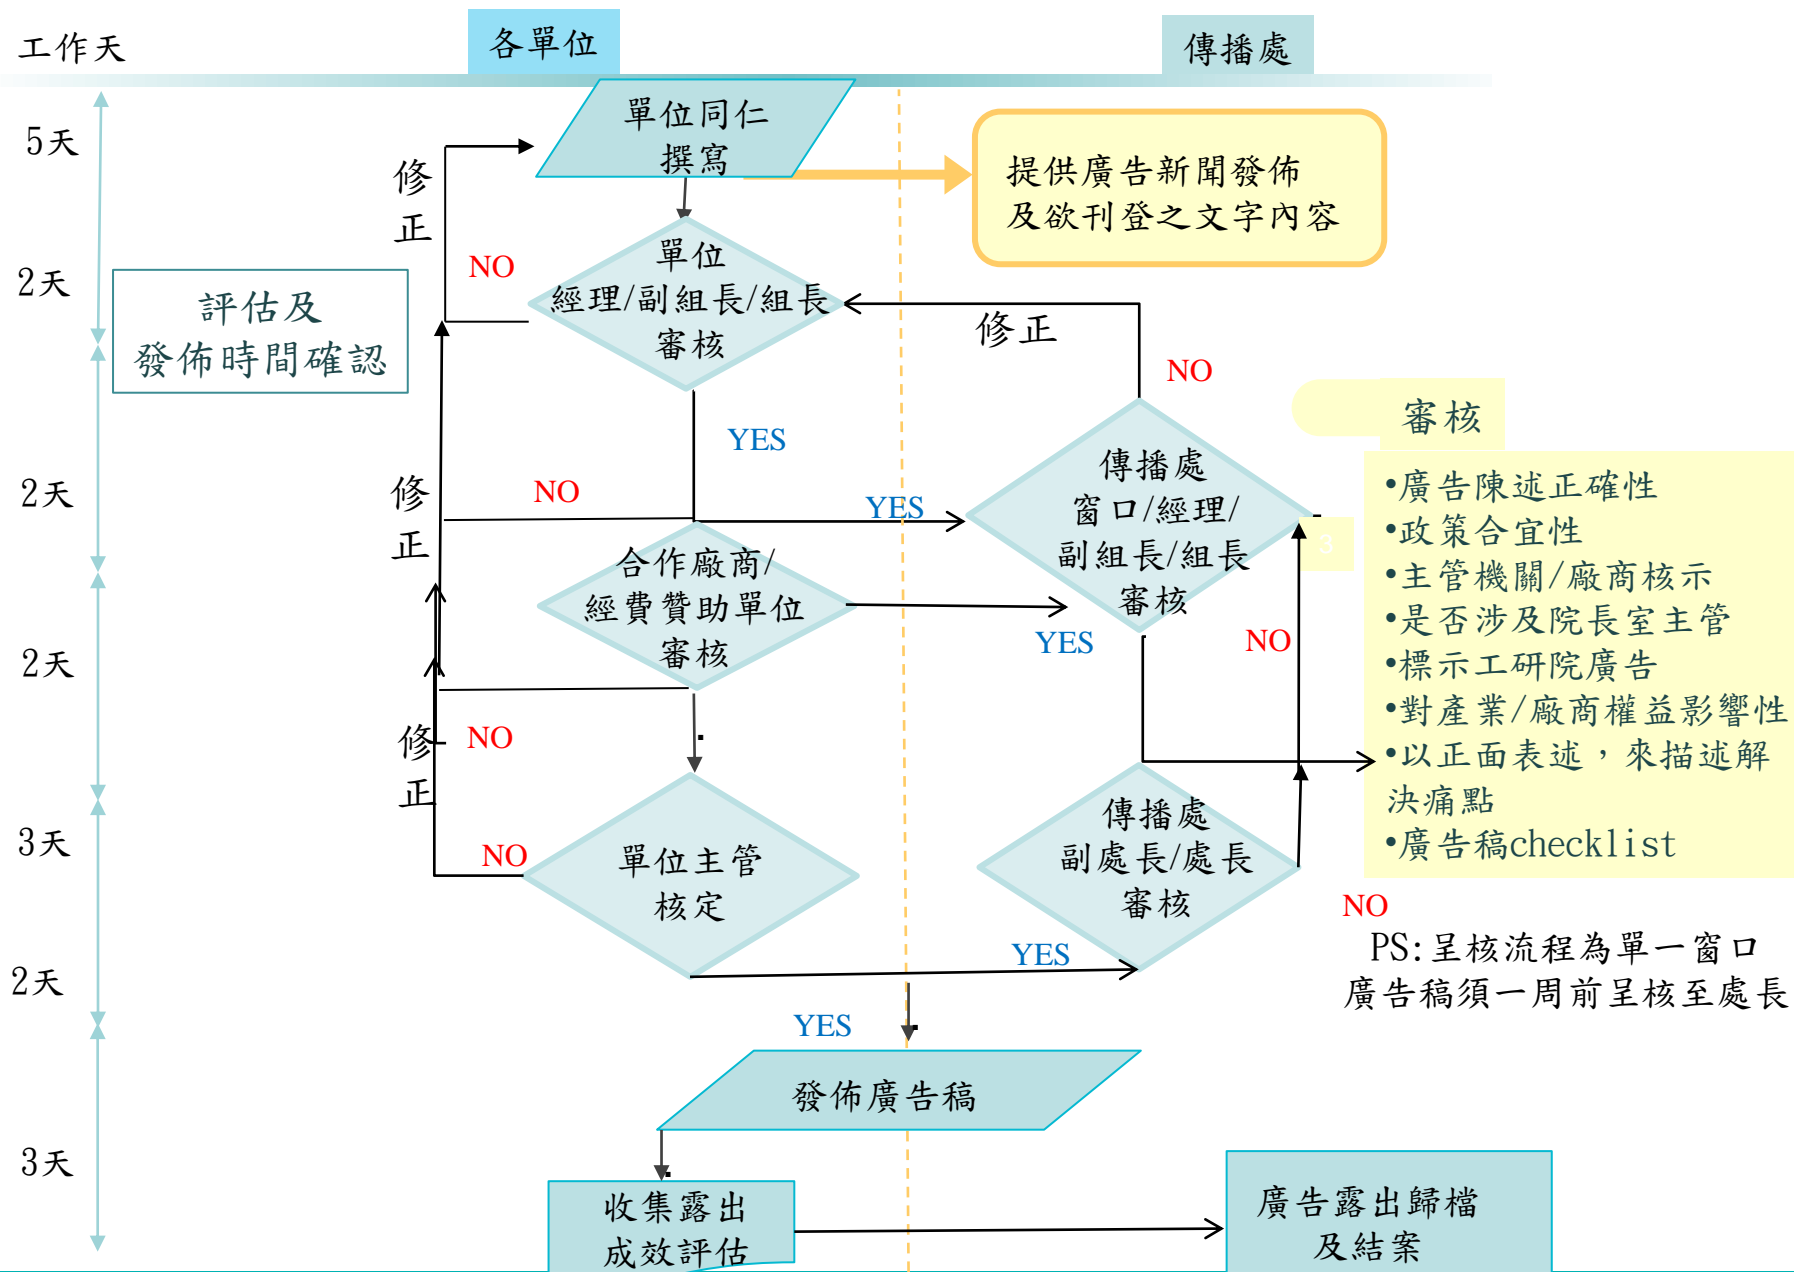 工作天
各單位
傳播處
5天
單位同仁
撰寫
修
正
提供廣告新聞發佈
及欲刊登之文字內容
2天
NO
單位
經理/副組長/組長
審核
評估及
發佈時間確認
修正
NO
YES
審核
2天
修
正
NO
YES
傳播處
窗口/經理/
副組長/組長
審核
3
•廣告陳述正確性
•政策合宜性
•主管機關/廠商核示
•是否涉及院長室主管
•標示工研院廣告
•對產業/廠商權益影響性
•以正面表述，來描述解
決痛點
•廣告稿checklist
合作廠商/
經費贊助單位
審核
YES
NO
2天
修
正
NO
3天
NO
單位主管
核定
傳播處
副處長/處長
審核
NO
PS:呈核流程為單一窗口
廣告稿須一周前呈核至處長
2天
YES
YES
發佈廣告稿
3天
收集露出
成效評估
廣告露出歸檔
及結案